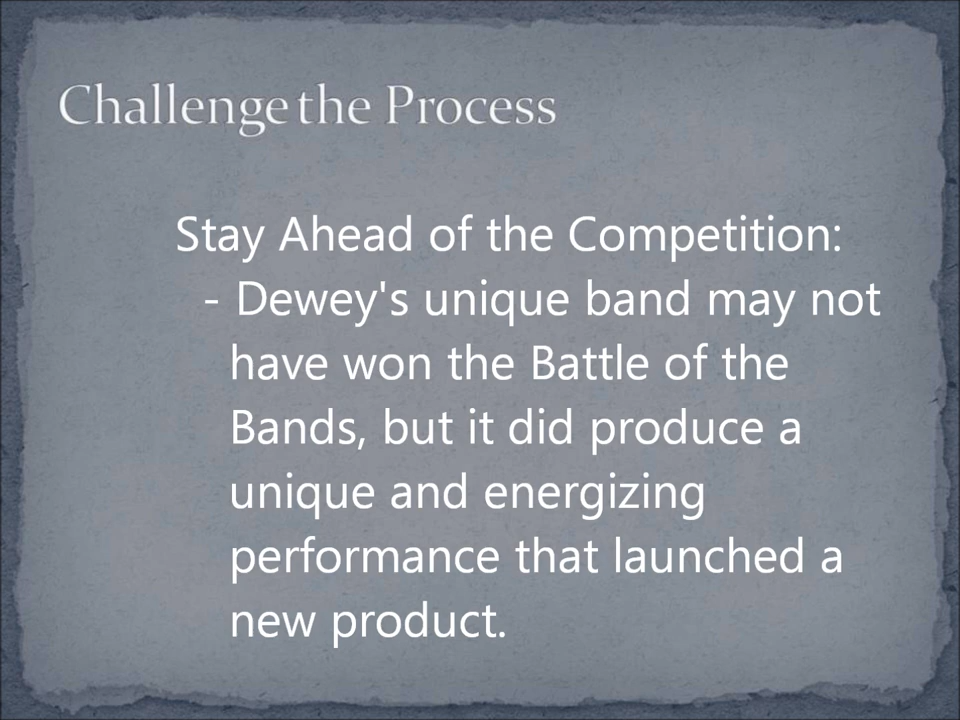 Challenge the Process
Stay Ahead of the Competition:
- Dewey's unique band may not
have won the Battle of the
Bands, but it did produce a
unique and energizing
performance that launched a
new product.